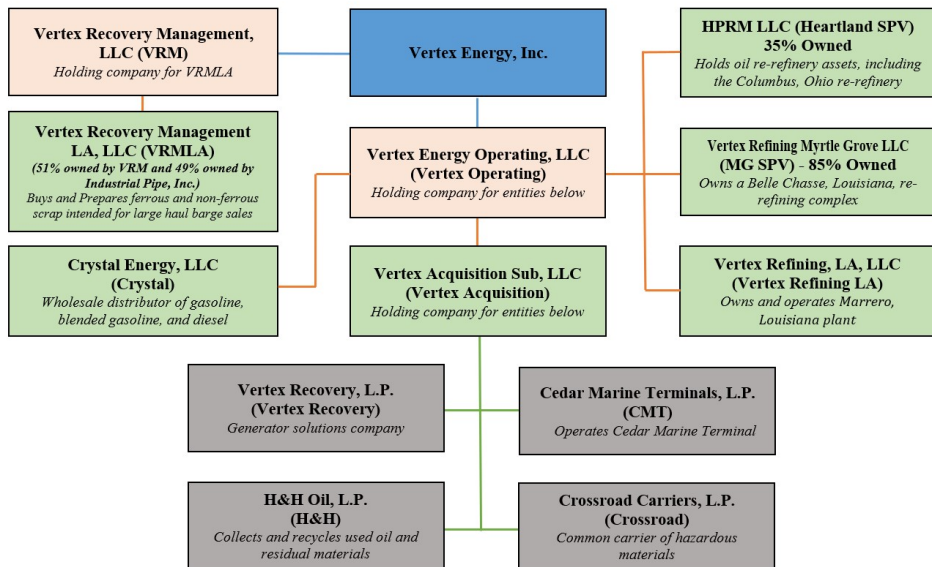 Vertex Recovery Management,
LLC (VRM)
Holding company for VRMLA
Vertex Energy, Inc.
HPRM LLC (Heartland SPV)
35% Owned
Holds oil re-refinery assets, including
the Columbus, Ohio re-refinery
Vertex Recovery Management
LA, LLC (VRMLA)
(51% owned by VRM and 49% owned by
Industrial Pipe, Inc.)
Buys and Prepares ferrous and non-ferrous
scrap intended for large haul barge sales
Vertex Energy Operating, LLC
(Vertex Operating)
Holding company for entities below
Vertex Refining Myrtle Grove LLC
(MG SPV) - 85% Owned
Owns a Belle Chasse, Louisiana, re-
refining complex
Crystal Energy, LLC
(Crystal)
Wholesale distributor of gasoline,
blended gasoline, and diesel
Vertex Acquisition Sub, LLC
(Vertex Acquisition)
Holding company for entities below
Vertex Refining, LA, LLC
(Vertex Refining LA)
Owns and operates Marrero,
Louisiana plant
Vertex Recovery, L.P.
(Vertex Recovery)
Generator solutions company
Cedar Marine Terminals, L.P.
(CMT)
Operates Cedar Marine Terminal
H&H Oil, L.P.
(H&H)
Collects and recycles used oil and
residual materials
Crossroad Carriers, L.P.
(Crossroad)
Common carrier of hazardous
materials